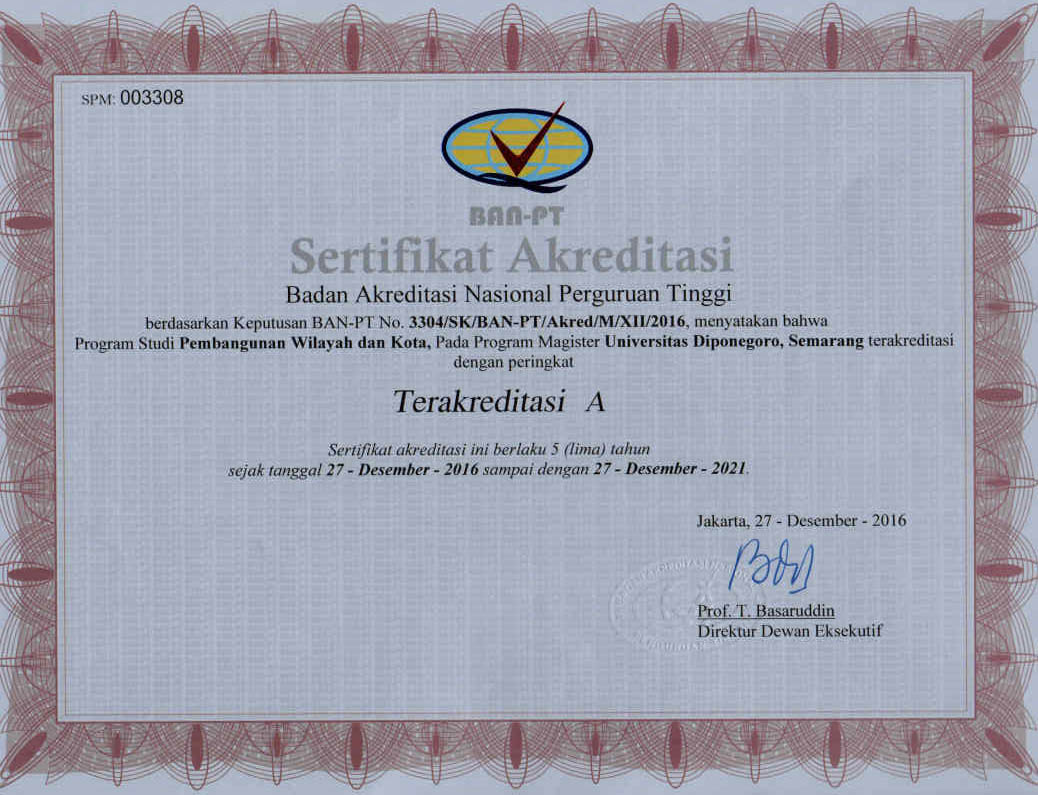 SPM: 003308
BAN-PT
Sertifikat Akreditasi
Badan Akreditasi Nasional Perguruan Tinggi
berdasarkan Keputusan BAN-PT No. 3304/SK/BAN-PT/Akred/M/XII/2016, menyatakan bahwa
Program Studi Pembangunan Wilayah dan Kota, Pada Program Magister Universitas Diponegoro, Semarang terakreditasi
dengan peringkat
Terakreditasi A
Sertifikat akreditasi ini berlaku 5 (lima) tahun
sejak tanggal 27 - Desember - 2016 sampai dengan 27 - Desember - 2021.
Jakarta, 27 - Desember - 2016
Prof. T. Basaruddin
Direktur Dewan Eksekutif